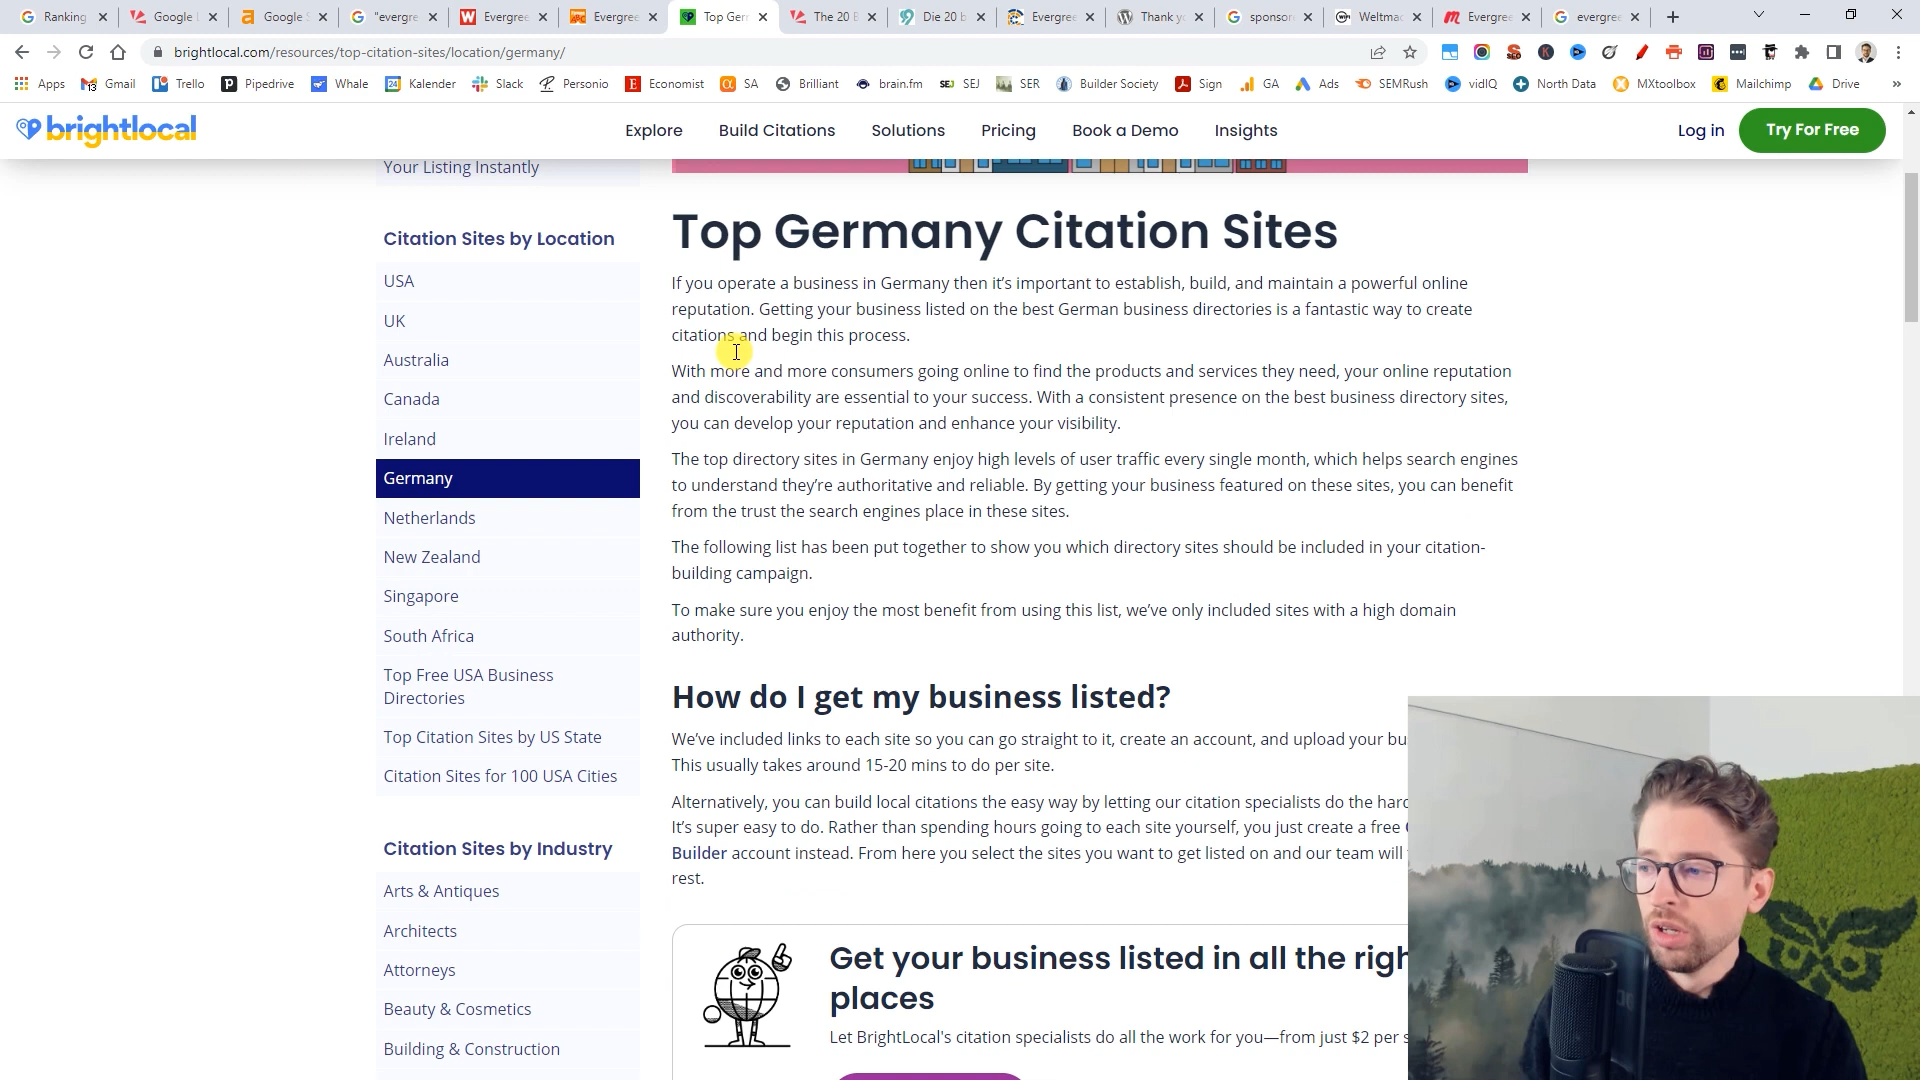 Ranking
Google L
Google S
"evergre
Evergree
Evergree
Top Ger
The 20 B
Die 20 b
Evergree
Thank yo
sponsor
Weltmac
Evergree
evergree
brightlocal.com/resources/top-citation-sites/location/germany/
Apps
Gmail
Trello
Pipedrive
Whale
Kalender
Slack
Personio
Economist
SA
Brilliant
brain.fm
SEJ
SER
Builder Society
Sign
GA
Ads
SEMRush
vidIQ
North Data
MXtoolbox
Mailchimp
Drive
brightlocal
Explore
Build Citations
Solutions
Pricing
Book a Demo
Insights
Log in
Try For Free
Your Listing Instantly
Citation Sites by Location
USA
UK
Australia
Canada
Ireland
Germany
Netherlands
New Zealand
Singapore
South Africa
Top Free USA Business
Directories
Top Citation Sites by US State
Citation Sites for 100 USA Cities
Citation Sites by Industry
Arts & Antiques
Architects
Attorneys
Beauty & Cosmetics
Building & Construction
Top Germany Citation Sites
If you operate a business in Germany then it's important to establish, build, and maintain a powerful online
reputation. Getting your business listed on the best German business directories is a fantastic way to create
citations and begin this process.
With more and more consumers going online to find the products and services they need, your online reputation
and discoverability are essential to your success. With a consistent presence on the best business directory sites,
you can develop your reputation and enhance your visibility.
The top directory sites in Germany enjoy high levels of user traffic every single month, which helps search engines
to understand they're authoritative and reliable. By getting your business featured on these sites, you can benefit
from the trust the search engines place in these sites.
The following list has been put together to show you which directory sites should be included in your citation-
building campaign.
To make sure you enjoy the most benefit from using this list, we've only included sites with a high domain
authority.
How do I get my business listed?
We've included links to each site so you can go straight to it, create an account, and upload your bu
This usually takes around 15-20 mins to do per site.
Alternatively, you can build local citations the easy way by letting our citation specialists do the hard
It's super easy to do. Rather than spending hours going to each site yourself, you just create a free
Builder account instead. From here you select the sites you want to get listed on and our team will
rest.
Get your business listed in all the righ
places
Let BrightLocal's citation specialists do all the work for you—from just $2 per s